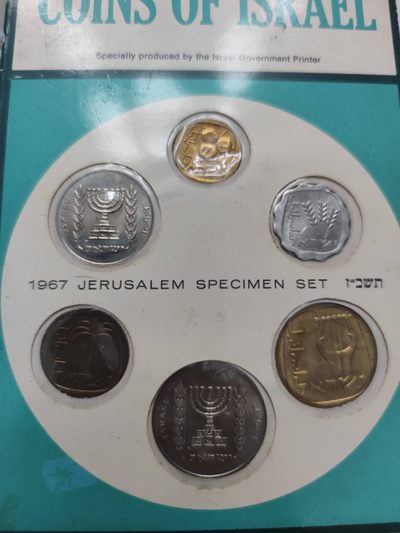 COINS OF ISRAEL
Specially produced by the Israel Government Printer
1967 JERUSALEM SPECIMEN SET תשכ״ז